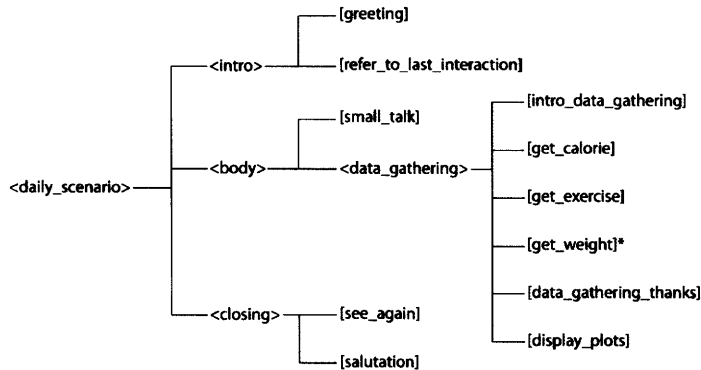 [greeting]
<intro>
[refer_to_last_interaction]
[intro_data_gathering]
[small_talk]
[get_calorie]
<body>
<data_gathering>
<daily_scenario>
[get_exercise]
[get_weight]*
[data_gathering_thanks]
<closing>
[see_again]
[display_plots]
[salutation]